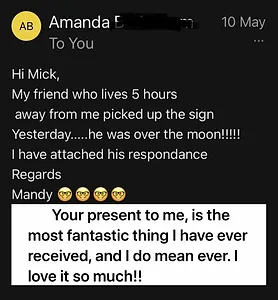 AB
Amanda
10 May
To You
...
Hi Mick,
My friend who lives 5 hours
away from me picked up the sign
Yesterday.....he was over the moon!!!!!
I have attached his respondance
Regards
Mandy 🤓🤓🤓🤓
Your present to me, is the
most fantastic thing I have ever
received, and I do mean ever. I
love it so much!!